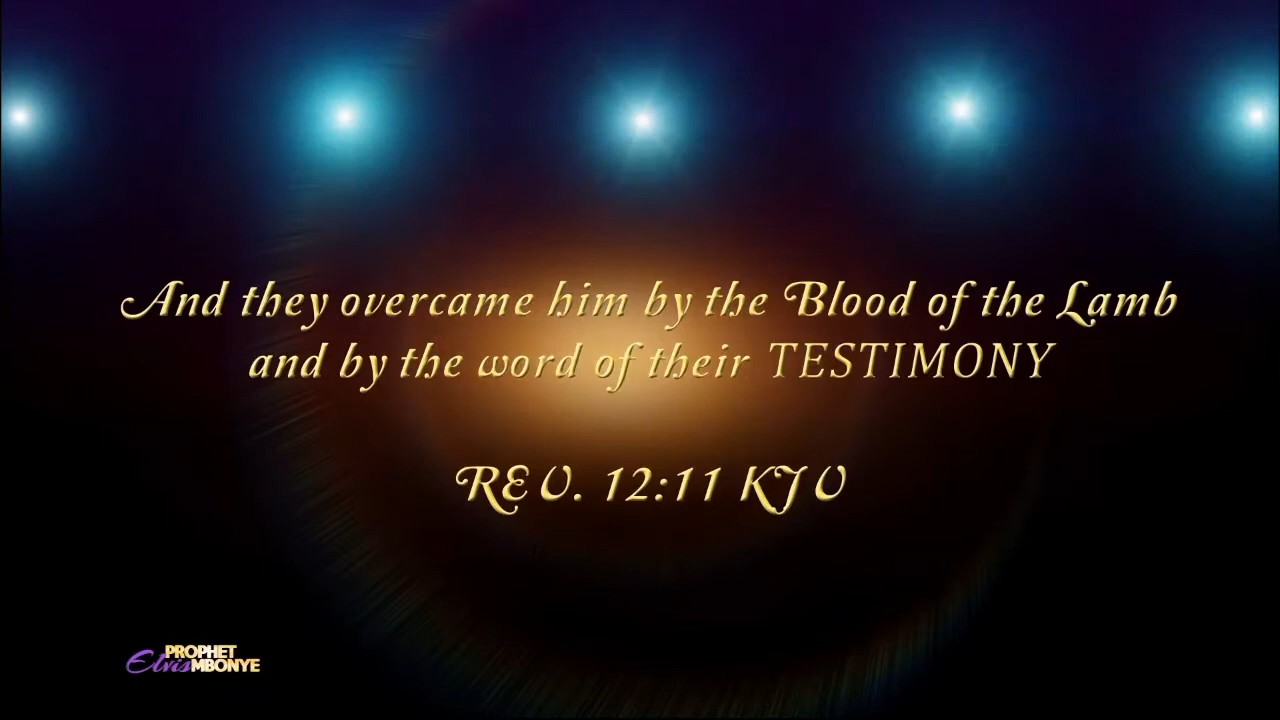 And they overcame him by the Blood of the Lamb
and by the word of their TESTIMONY
REV. 12:11 KJV
PROPHET
Elvis MBONYE